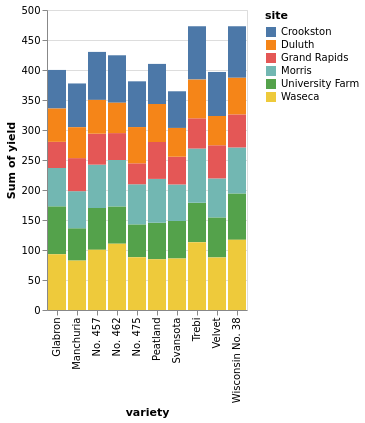 500
450
400
350
300
250
200
150
100
50
0
Sum of yield
Glabron
Manchuria
No. 457
No. 462
No. 475
Peatland
Svansota
Trebi
Velvet
Wisconsin No. 38
variety
site
Crookston
Duluth
Grand Rapids
Morris
University Farm
Waseca